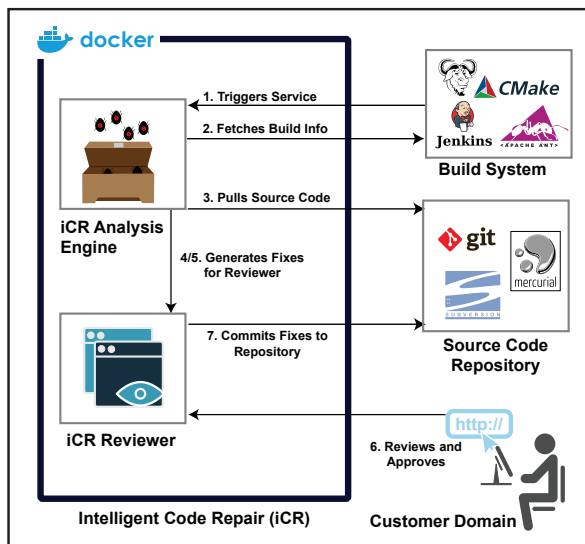 docker
1. Triggers Service
2. Fetches Build Info
CMake
Jenkins
< APACHE ANT >
Build System
iCR Analysis
Engine
3. Pulls Source Code
git
mercurial
SUBVERSION
4/5. Generates Fixes
for Reviewer
7. Commits Fixes to
Repository
Source Code
Repository
iCR Reviewer
http://
6. Reviews and
Approves
Intelligent Code Repair (iCR)
Customer Domain